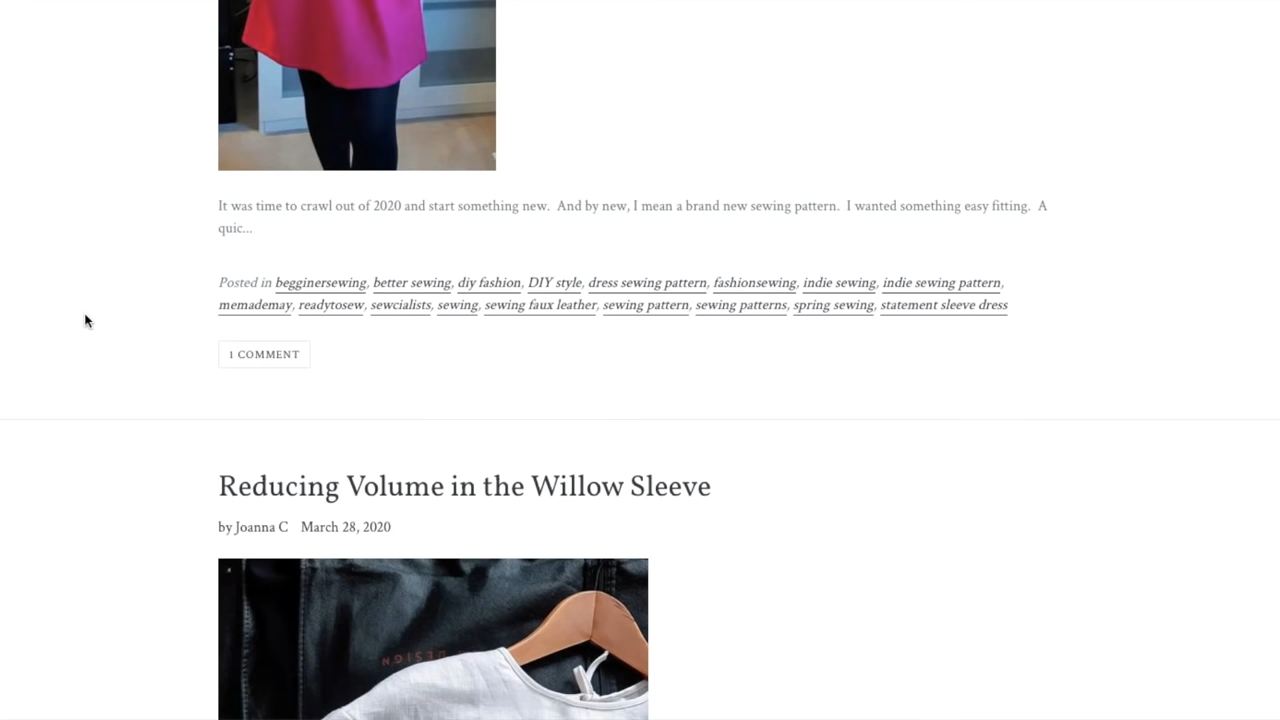 It was time to crawl out of 2020 and start something new.  And by new, I mean a brand new sewing pattern.  I wanted something easy fitting.  A
quic...
Posted in begginersewing, better sewing, diy fashion, DIY style, dress sewing pattern, fashionsewing, indie sewing, indie sewing pattern,
memademay, readytosew, sewcialists, sewing, sewing faux leather, sewing pattern, sewing patterns, spring sewing, statement sleeve dress
1 COMMENT
Reducing Volume in the Willow Sleeve
by Joanna C   March 28, 2020